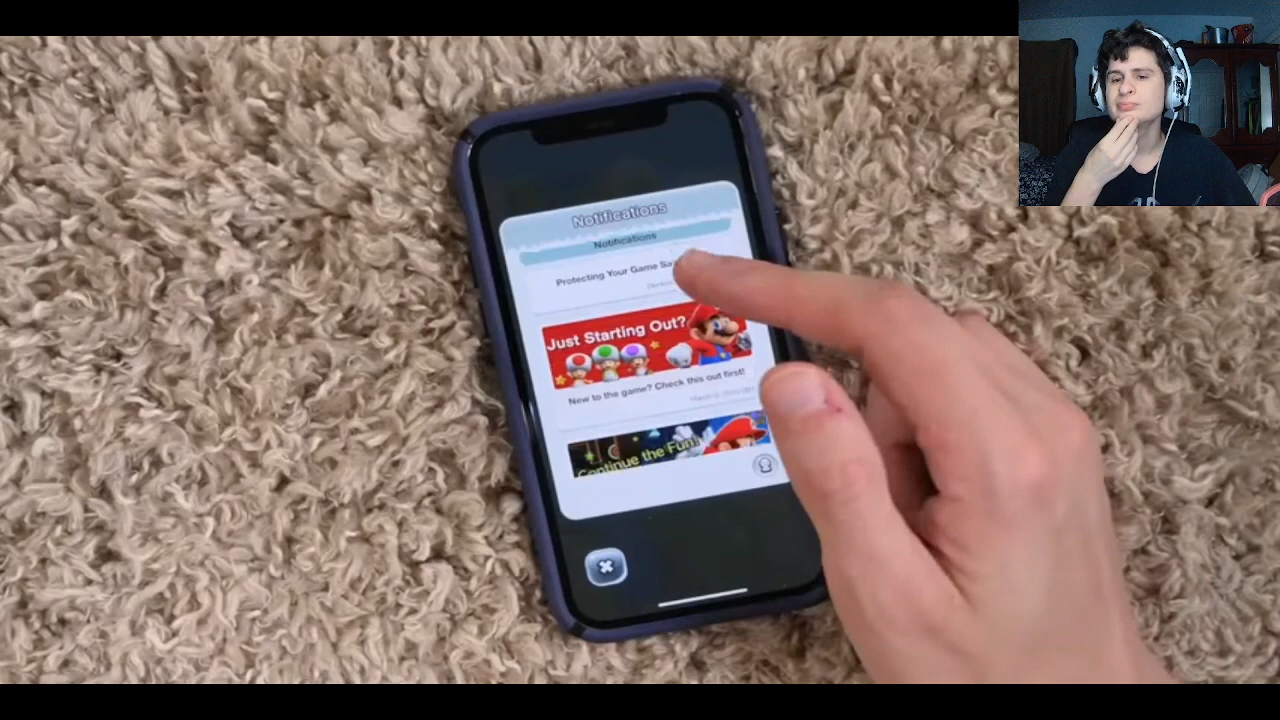 Notifications
Notifications
Protecting Your Game
Just Starting Out?
New to the game? Check this out first!
Continue the Fun!